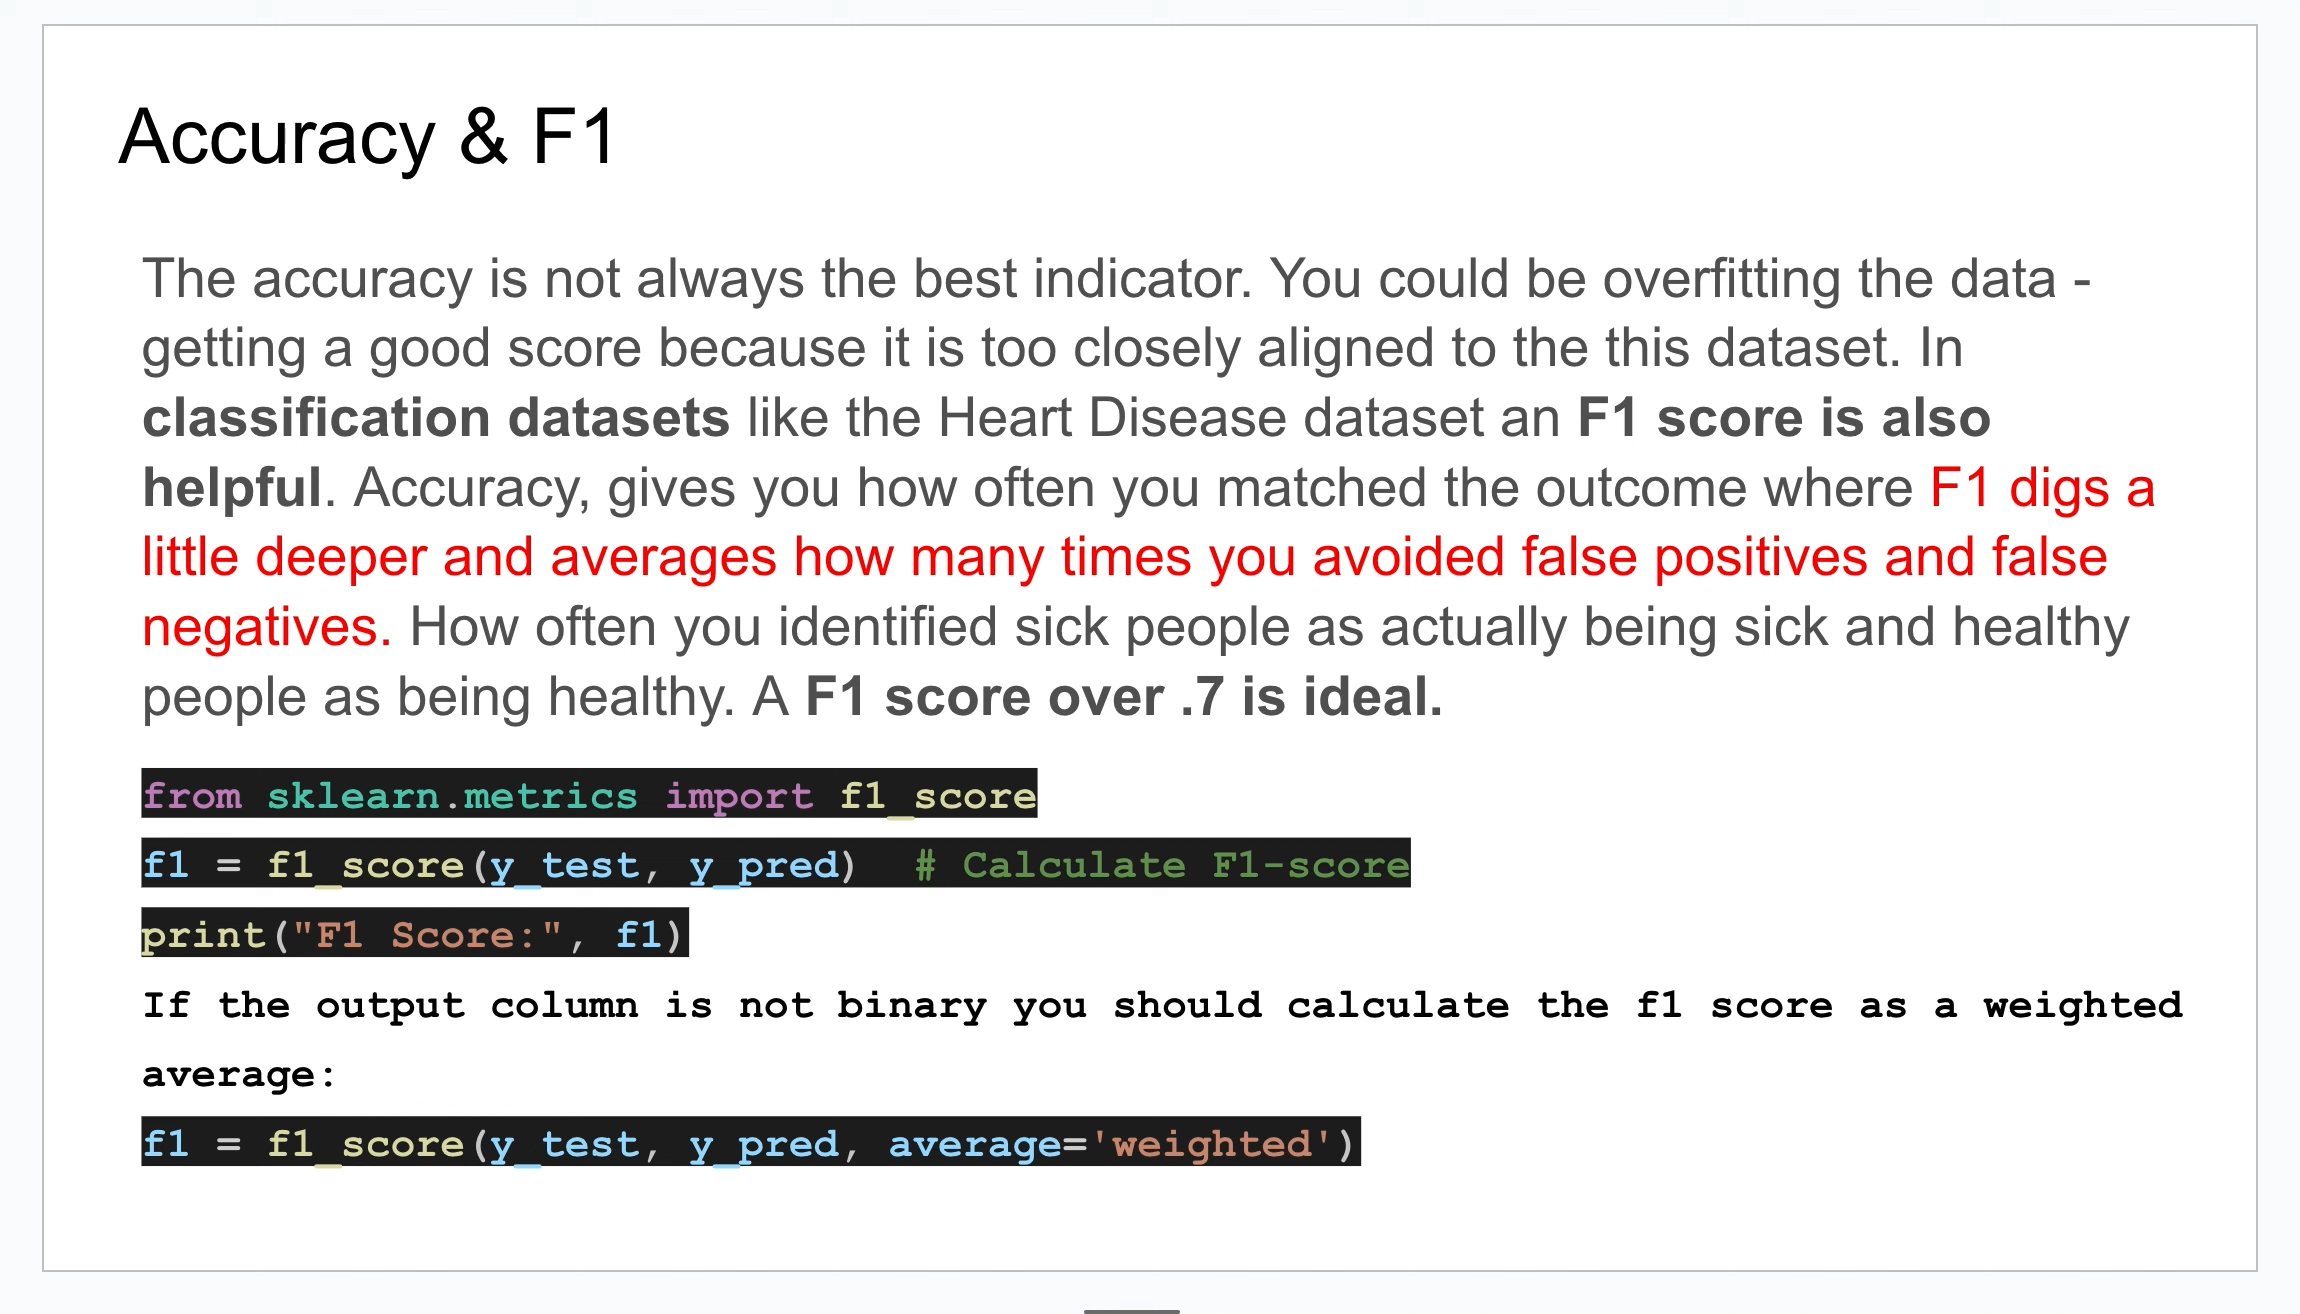 Accuracy & F1
The accuracy is not always the best indicator. You could be overfitting the data -
getting a good score because it is too closely aligned to the this dataset. In
classification datasets like the Heart Disease dataset an F1 score is also
helpful. Accuracy, gives you how often you matched the outcome where F1 digs a
little deeper and averages how many times you avoided false positives and false
negatives. How often you identified sick people as actually being sick and healthy
people as being healthy. A F1 score over .7 is ideal.
from sklearn.metrics import f1_score
f1 = f1_score(y_test, y_pred)  # Calculate F1-score
print("F1 Score:", f1)
If the output column is not binary you should calculate the f1 score as a weighted
average:
f1 = f1_score(y_test, y_pred, average='weighted')